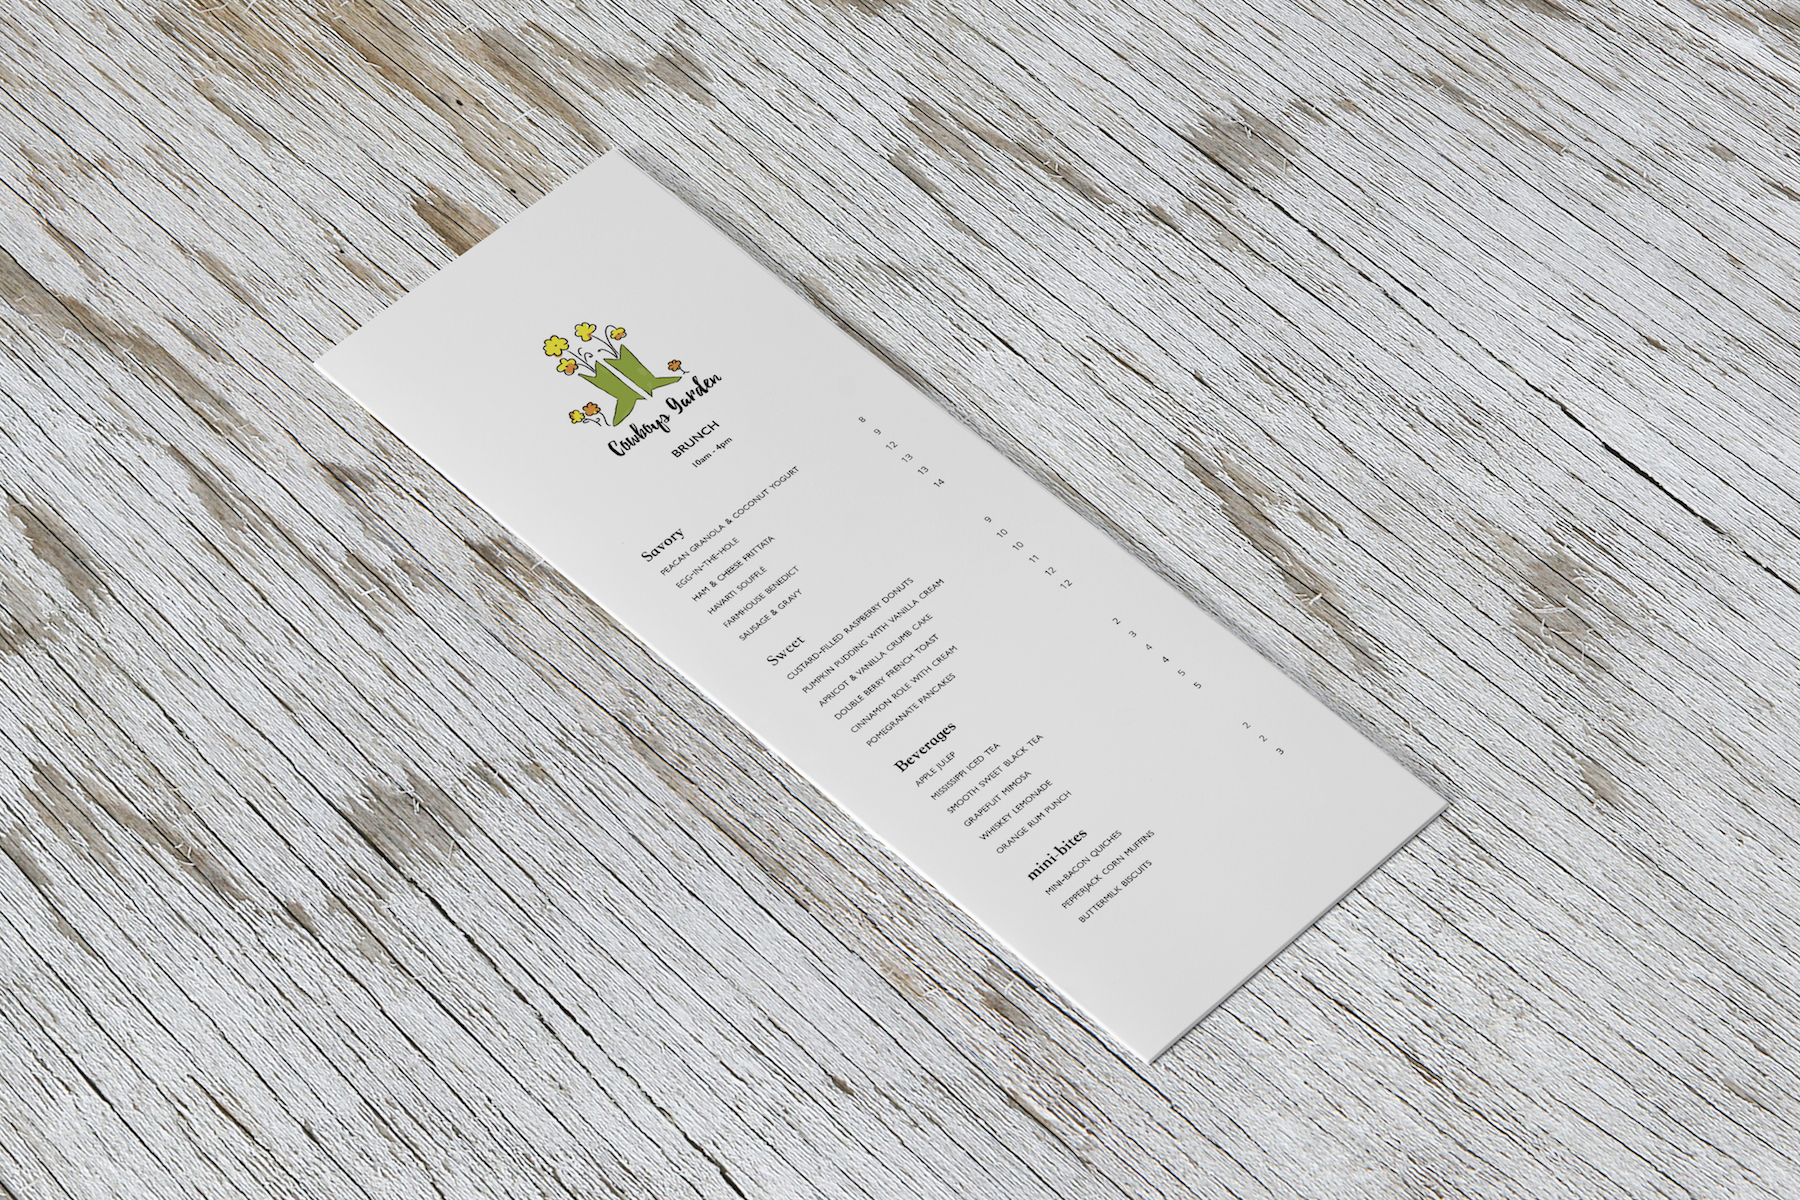 Cowboys Garden
BRUNCH
10am - 4pm
Savory
PEACAN GRANOLA & COCONUT YOGURT 8
EGG-IN-THE-HOLE 9
HAM & CHEESE FRITTATA 12
HAVARTI SOUFFLÉ 13
FARMHOUSE BENEDICT 13
SAUSAGE & GRAVY 14
Sweet
CUSTARD-FILLED RASPBERRY DONUTS 9
PUMPKIN PUDDING WITH VANILLA CREAM 10
APRICOT & VANILLA CRUMB CAKE 10
DOUBLE BERRY FRENCH TOAST 11
CINNAMON ROLE WITH CREAM 12
POMEGRANATE PANCAKES 12
Beverages
APPLE JULEP 2
MISSISSIPPI ICED TEA 3
SMOOTH SWEET BLACK TEA 4
GRAPEFUIT MIMOSA 4
WHISKEY LEMONADE 5
ORANGE RUM PUNCH 5
mini-bites
MINI-BACON QUICHES 2
PEPPERJACK CORN MUFFINS 2
BUTTERMILK BISCUITS 3